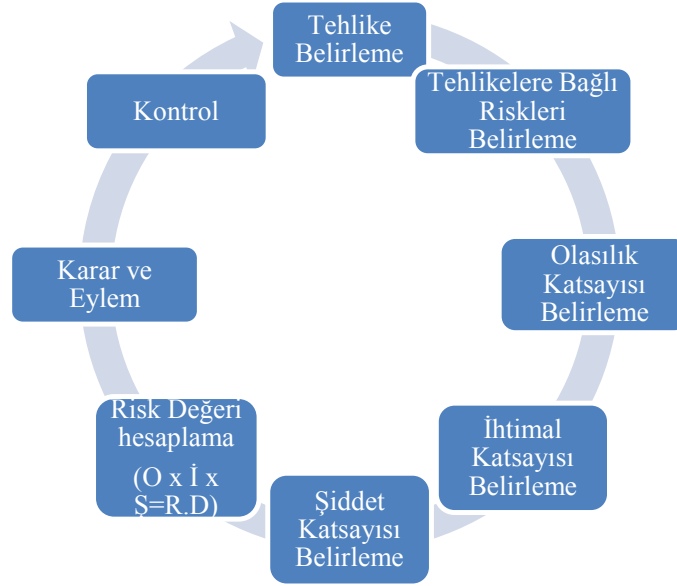 Tehlike
Belirleme
Tehlikelere Bağlı
Riskleri
Belirleme
Olasılık
Katsayısı
Belirleme
İhtimal
Katsayısı
Belirleme
Şiddet
Katsayısı
Belirleme
Risk Değeri
hesaplama
(O x İ x
Ş=R.D)
Karar ve
Eylem
Kontrol